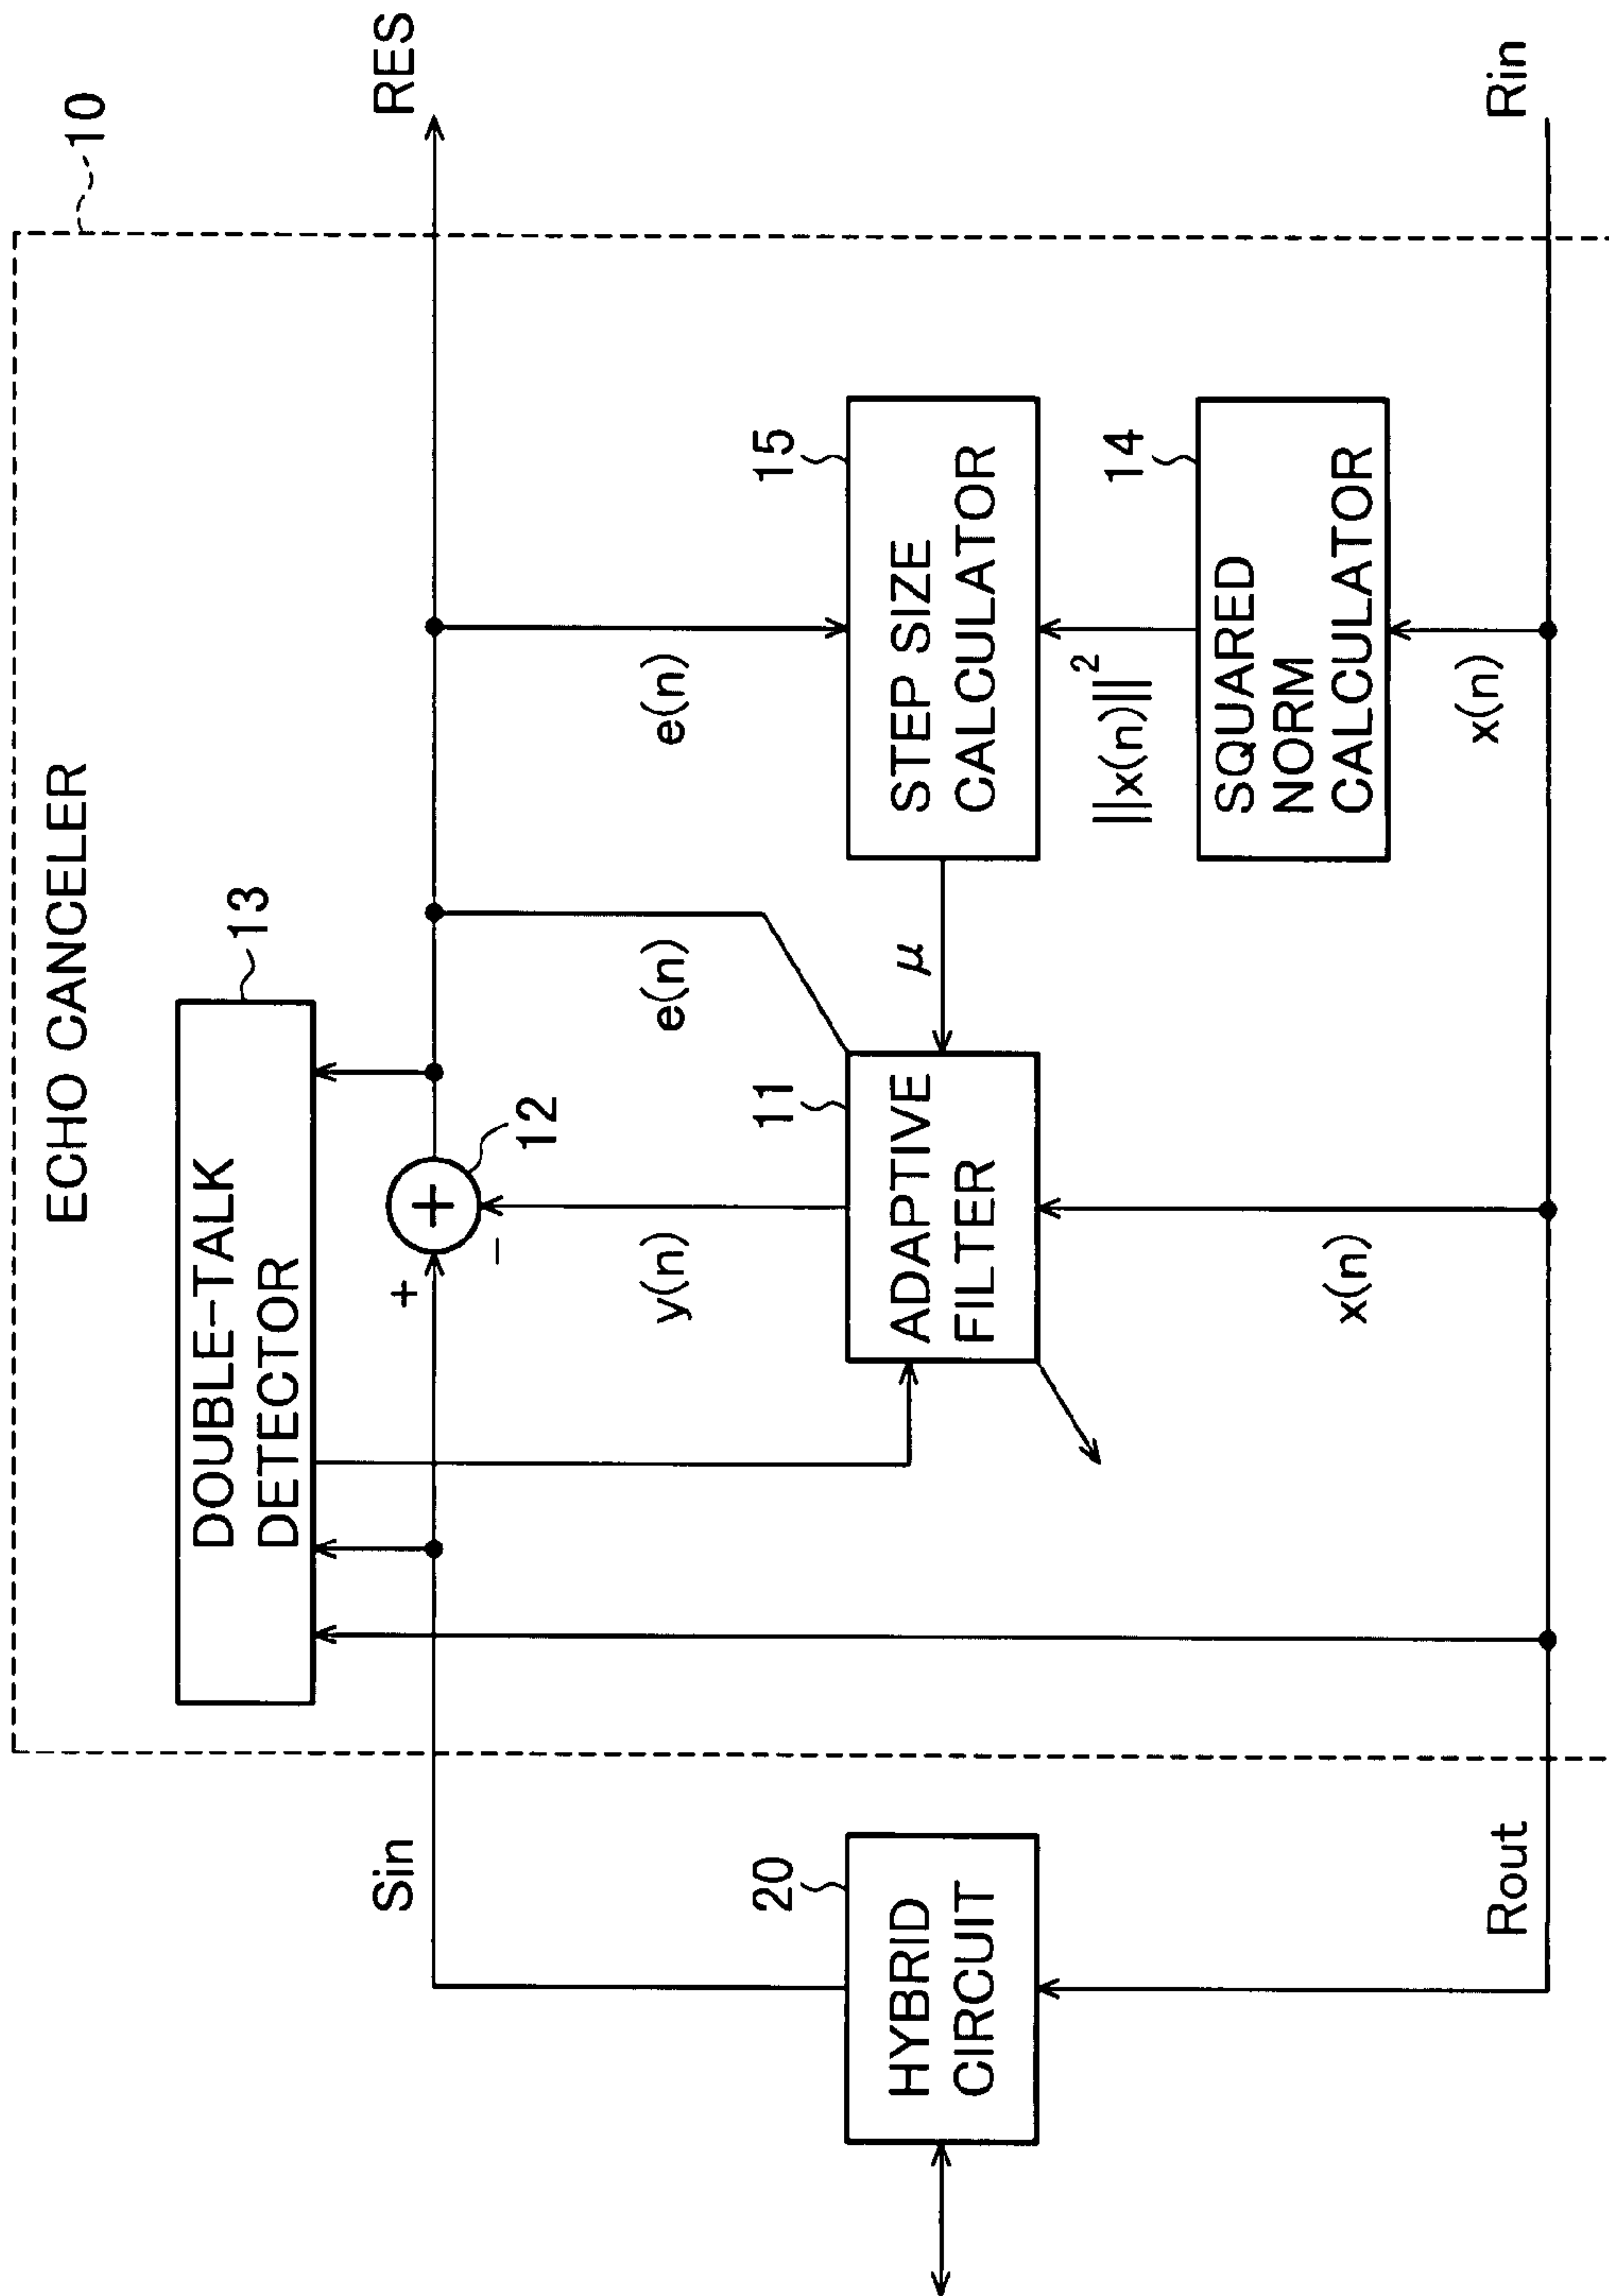 ECHO CANCELER
10
DOUBLE-TALK
DETECTOR
13
Sin
+
+
−
12
RES
y(n)
e(n)
e(n)
20
HYBRID
CIRCUIT
11
ADAPTIVE
FILTER
μ
15
STEP SIZE
CALCULATOR
||x(n)||²
14
SQUARED
NORM
CALCULATOR
x(n)
x(n)
Rout
Rin